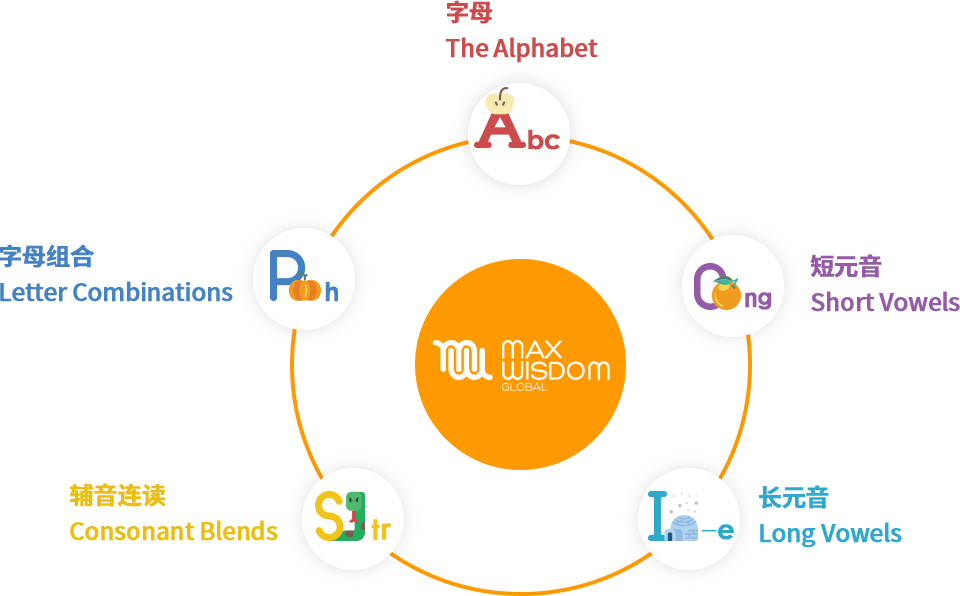 字母
The Alphabet
Abc
字母组合
Letter Combinations
Ph
短元音
Short Vowels
ong
MAX
WISDOM
GLOBAL
辅音连读
Consonant Blends
S tr
长元音
Long Vowels
I–e